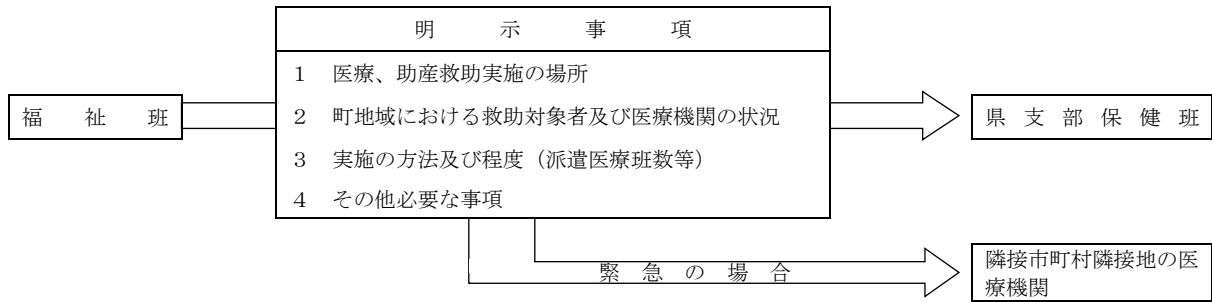 明示事項
1 医療、助産救助実施の場所
福祉班
2 町地域における救助対象者及び医療機関の状況
県支部保健班
3 実施の方法及び程度（派遣医療班数等）
4 その他必要な事項
緊急の場合
隣接市町村隣接地の医
療機関